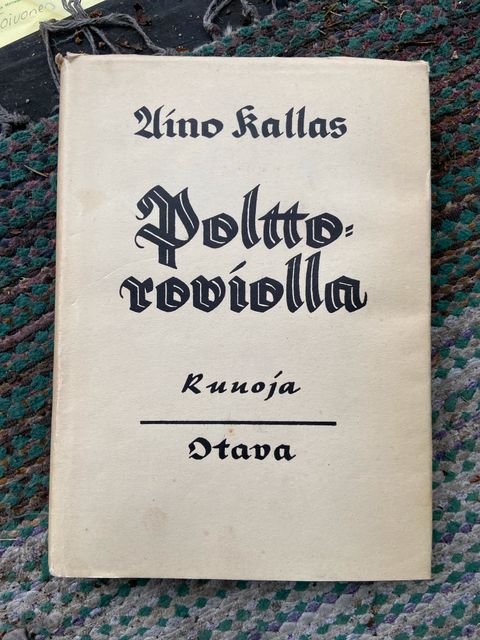 Aino Kallas
Poltto-
roviolla
Runoja
Otava